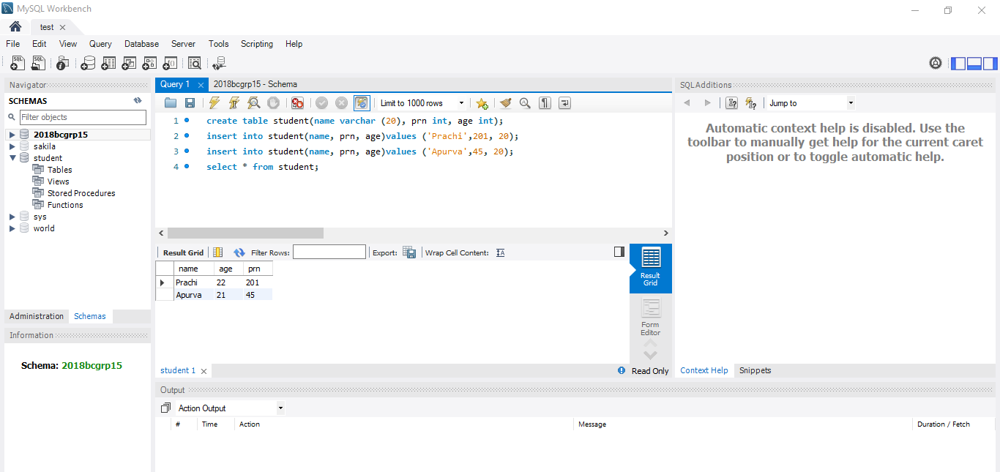 MySQL Workbench
test
File Edit View Query Database Server Tools Scripting Help
Navigator
SCHEMAS
Filter objects
2018bcgrp15
sakila
student
Tables
Views
Stored Procedures
Functions
sys
world
Administration Schemas
Information
Schema: 2018bcgrp15
Query 1 2018bcgrp15 - Schema
Limit to 1000 rows
1 create table student(name varchar (20), prn int, age int);
2 insert into student(name, prn, age)values ('Prachi',201, 20);
3 insert into student(name, prn, age)values ('Apurva',45, 20);
4 select * from student;
Result Grid Filter Rows: Export: Wrap Cell Content:
name age prn
Prachi 22 201
Apurva 21 45
Result
Grid
Form
Editor
student 1 Read Only
SQLAdditions
Jump to
Automatic context help is disabled. Use the
toolbar to manually get help for the current caret
position or to toggle automatic help.
Context Help Snippets
Output
Action Output
# Time Action Message Duration / Fetch